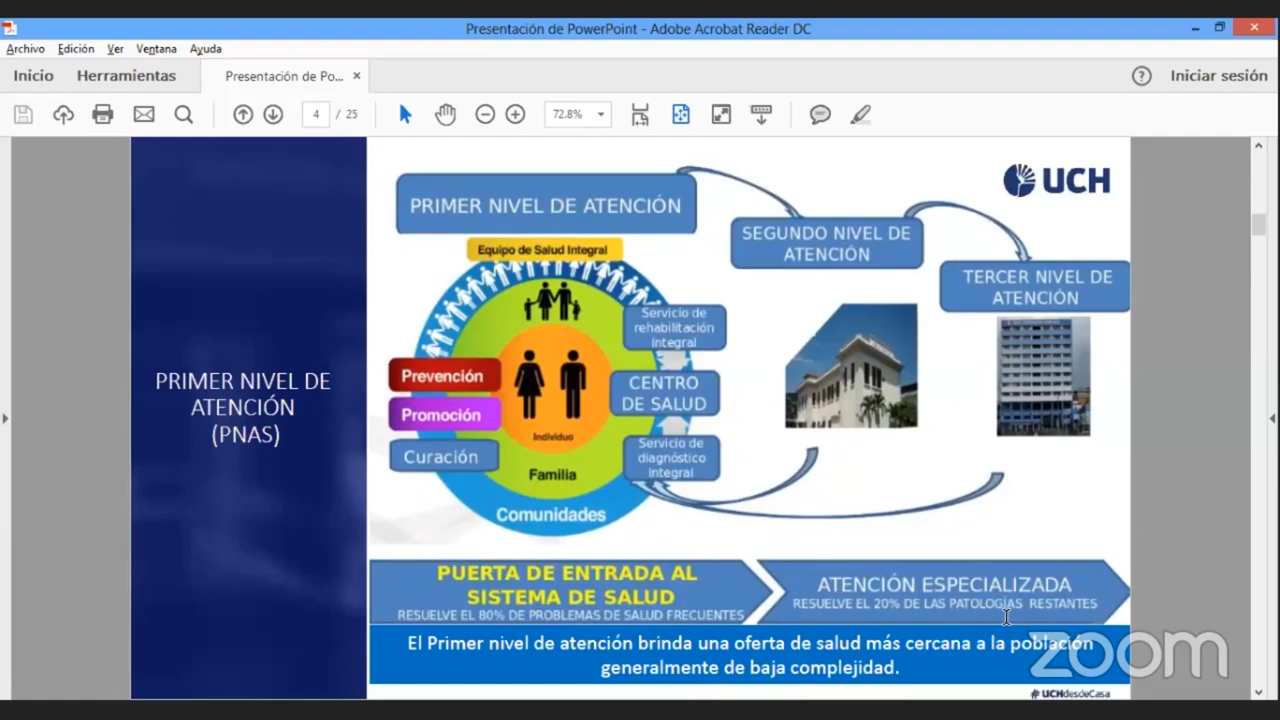 Presentación de PowerPoint - Adobe Acrobat Reader DC
Archivo Edición Ver Ventana Ayuda
Inicio Herramientas Presentación de Po... × ? Iniciar sesión
4 / 25 72.8%
UCH
PRIMER NIVEL DE ATENCIÓN
SEGUNDO NIVEL DE
ATENCIÓN
TERCER NIVEL DE
ATENCIÓN
Equipo de Salud Integral
Servicio de
rehabilitación
integral
Prevención
Promoción
Curación
CENTRO
DE SALUD
Individuo
Servicio de
diagnóstico
integral
Familia
Comunidades
PRIMER NIVEL DE
ATENCIÓN
(PNAS)
PUERTA DE ENTRADA AL
SISTEMA DE SALUD
RESUELVE EL 80% DE PROBLEMAS DE SALUD FRECUENTES
ATENCIÓN ESPECIALIZADA
RESUELVE EL 20% DE LAS PATOLOGÍAS RESTANTES
El Primer nivel de atención brinda una oferta de salud más cercana a la población
generalmente de baja complejidad.
zoom
#UCHdesdeCasa